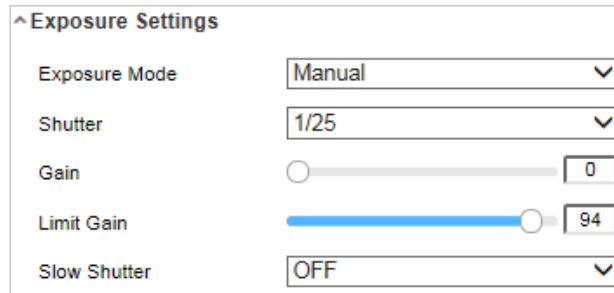 Exposure Settings
Exposure Mode Manual
Shutter 1/25
Gain 0
Limit Gain 94
Slow Shutter OFF